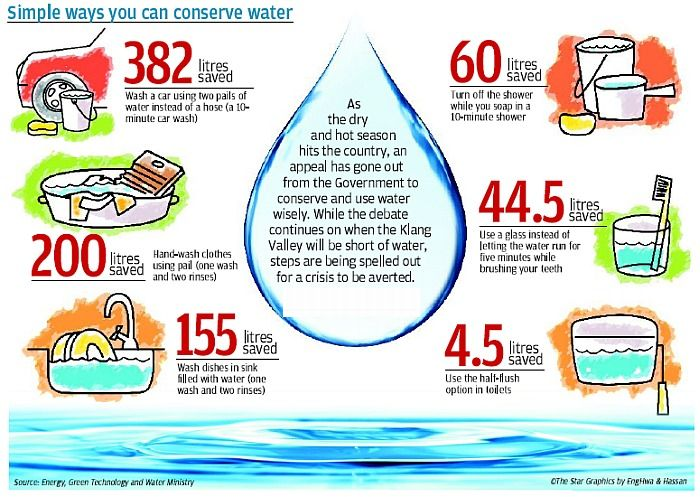 Simple ways you can conserve water
382 litres
saved
Wash a car using two pails of
water instead of a hose (a 10-
minute car wash)
200 litres
saved
Hand-wash clothes
using pail (one wash
and two rinses)
155 litres
saved
Wash dishes in sink
filled with water (one
wash and two rinses)
As
the dry
and hot season
hits the country, an
appeal has gone out
from the Government to
conserve and use water
wisely. While the debate
continues on when the Klang
Valley will be short of water,
steps are being spelled out
for a crisis to be averted.
60 litres
saved
Turn off the shower
while you soap in a
10-minute shower
44.5 litres
saved
Use a glass instead of
letting the water run for
five minutes while
brushing your teeth
4.5 litres
saved
Use the half-flush
option in toilets
Source: Energy, Green Technology and Water Ministry
©The Star Graphics by EngHwa & Hassan